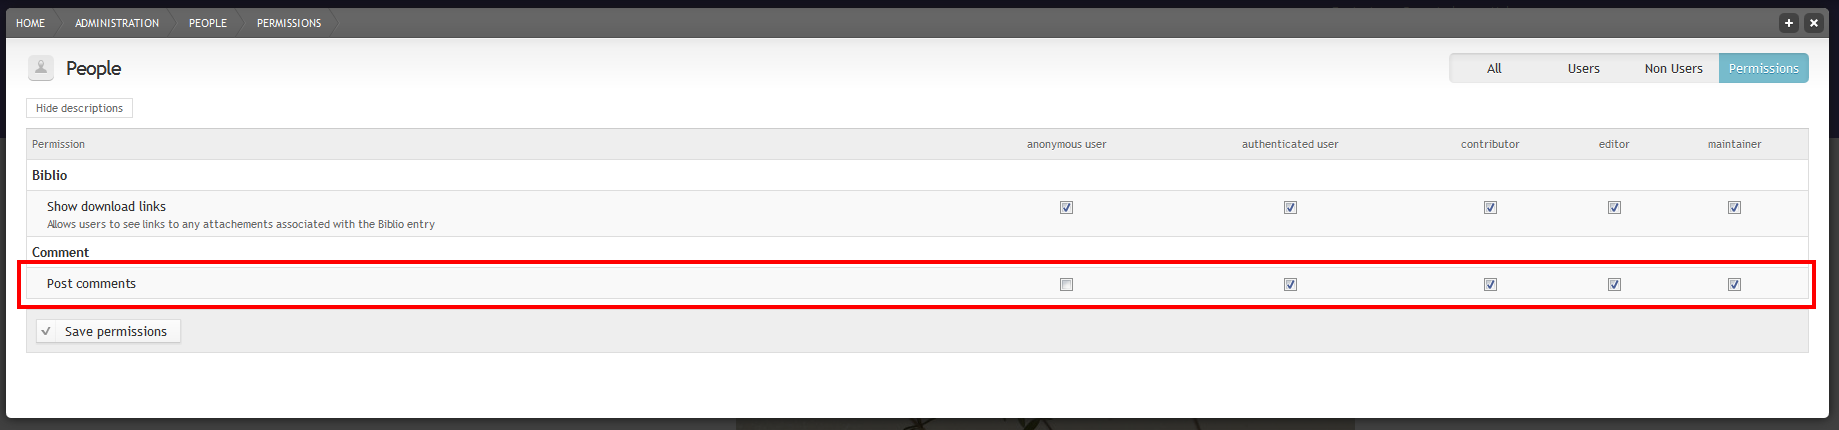 HOME ADMINISTRATION PEOPLE PERMISSIONS
People
All Users Non Users Permissions
Hide descriptions
Permission anonymous user authenticated user contributor editor maintainer
Biblio
Show download links
Allows users to see links to any attachements associated with the Biblio entry
Comment
Post comments
Save permissions